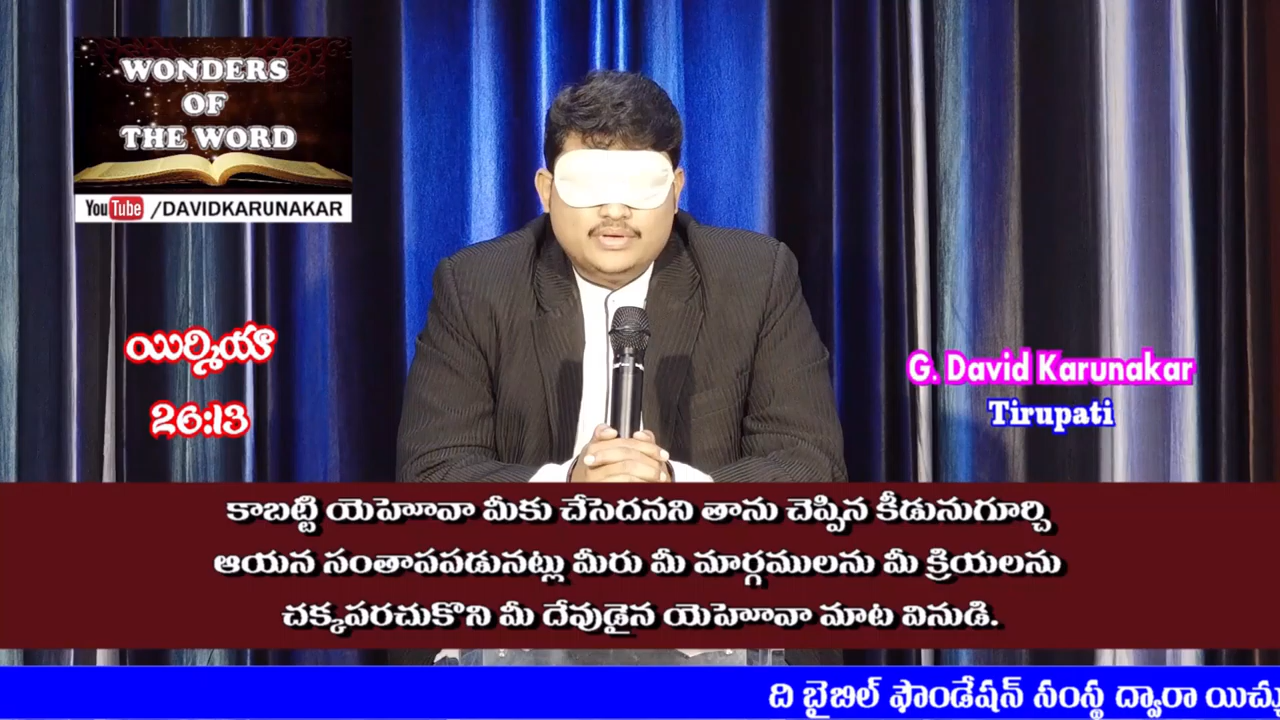 WONDERS
OF
THE WORD
YouTube /DAVIDKARUNAKAR
యిర్మియా
26:13
G. David Karunakar
Tirupati
కాబట్టి యెహోవా మీకు చేసెదనని తాను చెప్పిన కీడునుగూర్చి
ఆయన సంతాపపడునట్లు మీరు మీ మార్గములను మీ క్రియలను
చక్కపరచుకొని మీ దేవుడైన యెహోవా మాట వినుడి.
ది బైబిల్ ఫౌండేషన్ సంస్థ ద్వారా